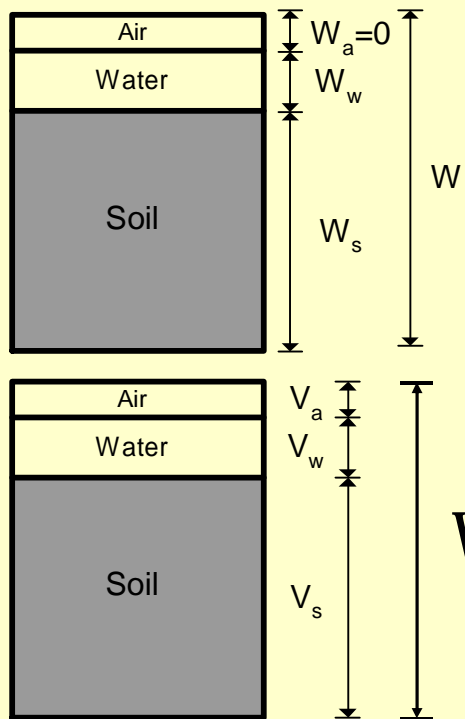 Air W_a=0
Water W_w
W
Soil W_s
Air V_a
Water V_w
Soil V_s